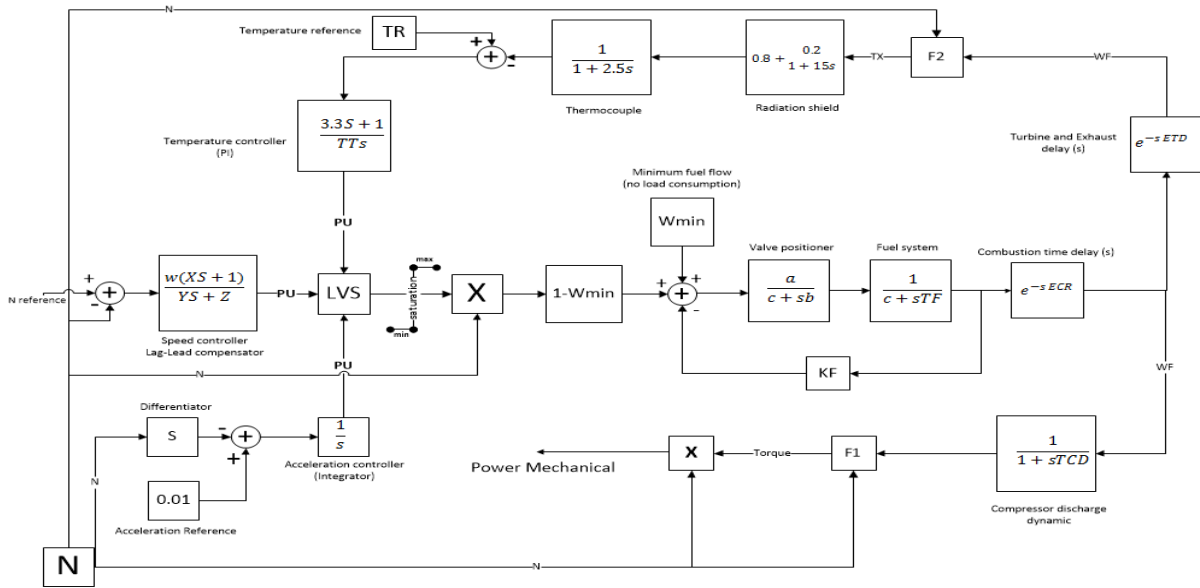 N
Temperature reference
TR
+
+
-
1
1 + 2.5s
Thermocouple
0.8 + 0.2
1 + 15s
Radiation shield
TX
F2
WF
3.3S + 1
TTs
Temperature controller
(PI)
Turbine and Exhaust
delay (s)
e^{-s ETD}
PU
Minimum fuel flow
(no load consumption)
Wmin
N reference
+
-
+
w(XS + 1)
YS + Z
Speed controller
Lag-Lead compensator
PU
LVS
max
saturation
min
X
1-Wmin
+
+
+
-
Valve positioner
a
c + sb
Fuel system
1
c + sTF
Combustion time delay (s)
e^{-s ECR}
KF
PU
N
WF
Differentiator
S
-
+
+
1
s
Acceleration controller
(Integrator)
Power Mechanical
X
Torque
F1
1
1 + sTCD
Compressor discharge
dynamic
N
0.01
Acceleration Reference
N
N